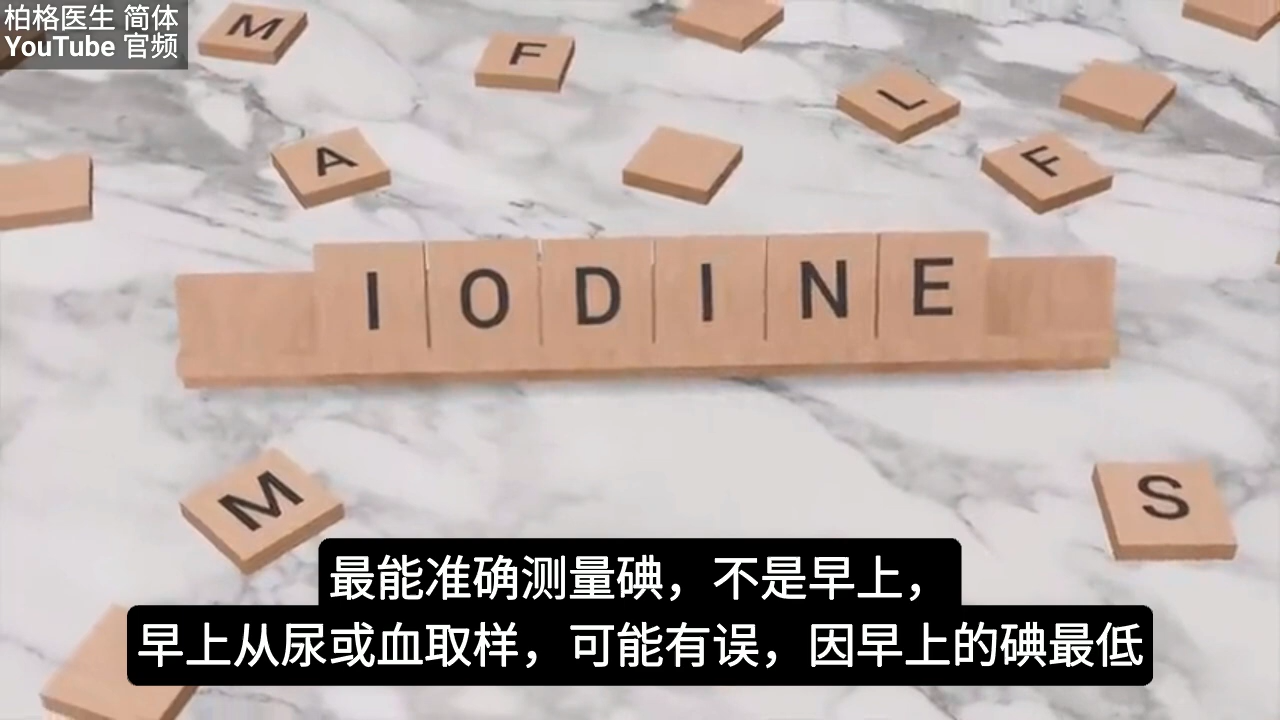 柏格医生 简体
YouTube 官频
M
F
L
A
F
IODINE
M
S
最能准确测量碘，不是早上，
早上从尿或血取样，可能有误，因早上的碘最低